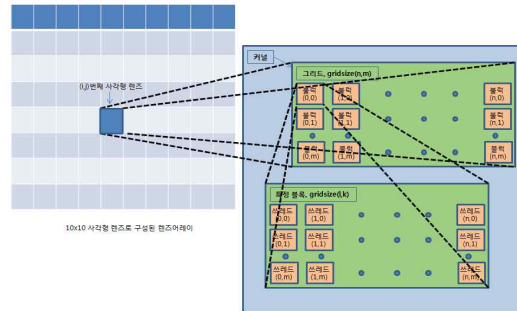 (i,j)번째 사각형 렌즈
10x10 사각형 렌즈로 구성된 렌즈어레이
커널
그리드, gridsize(n,m)
블럭 (0,0)
블럭 (1,0)
블럭 (n,0)
블럭 (0,1)
블럭 (1,1)
블럭 (n,1)
블럭 (0,m)
블럭 (1,m)
블럭 (n,m)
특정 블록, gridsize(l,k)
쓰레드 (0,0)
쓰레드 (1,0)
쓰레드 (n,0)
쓰레드 (0,1)
쓰레드 (1,1)
쓰레드 (n,1)
쓰레드 (0,m)
쓰레드 (1,m)
쓰레드 (n,m)